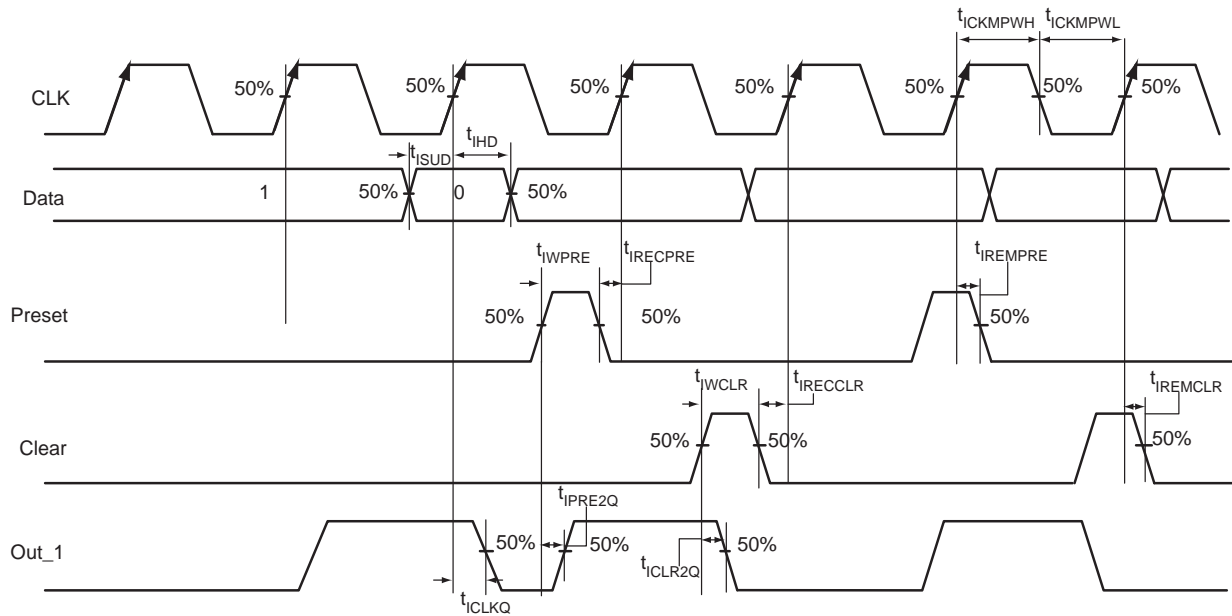 tICKMPWH tICKMPWL
CLK 50% 50% 50% 50% 50% 50% 50%
tISUD tIHD
Data 1 50% 0 50%
tIWPRE tIRECPRE tIREMPRE
Preset 50% 50% 50%
tIWCLR tIRECCLR tIREMCLR
Clear 50% 50% 50%
tIPRE2Q
Out_1 50% 50% 50%
tICLR2Q
tICLKQ